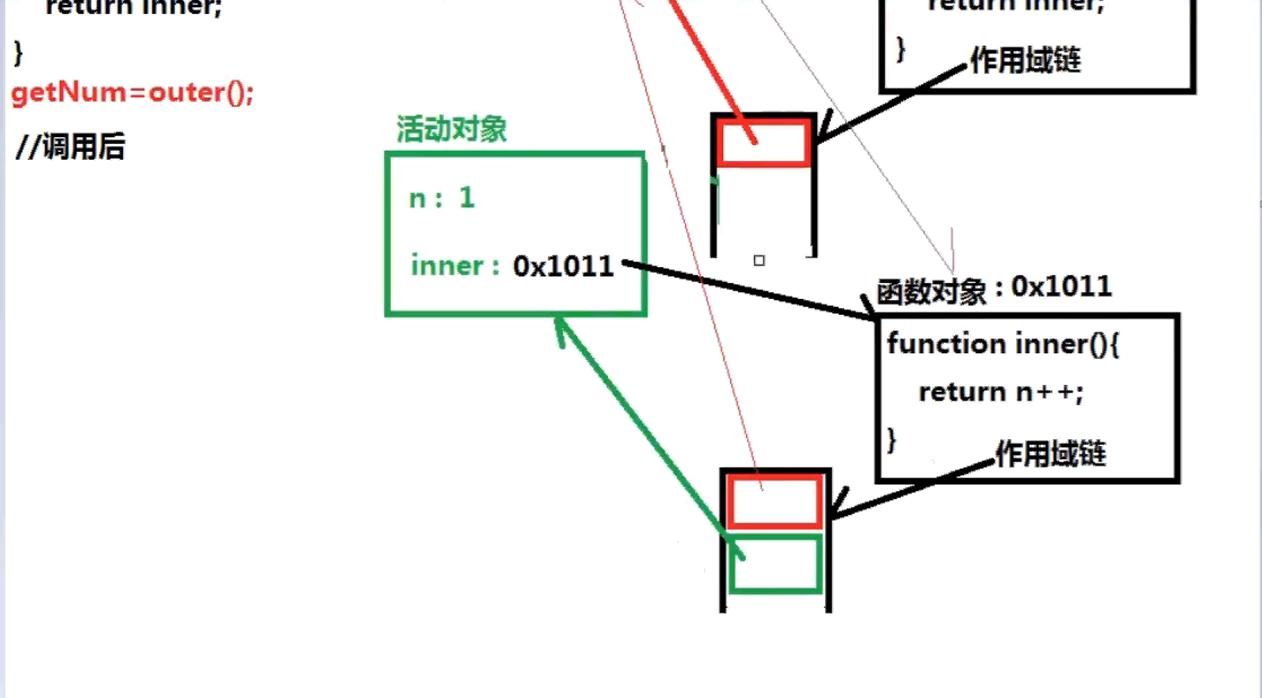 return inner;
}
getNum=outer();
//调用后
return inner;
}
作用域链
活动对象
n: 1
inner: 0x1011
函数对象:0x1011
function inner(){
return n++;
}
作用域链